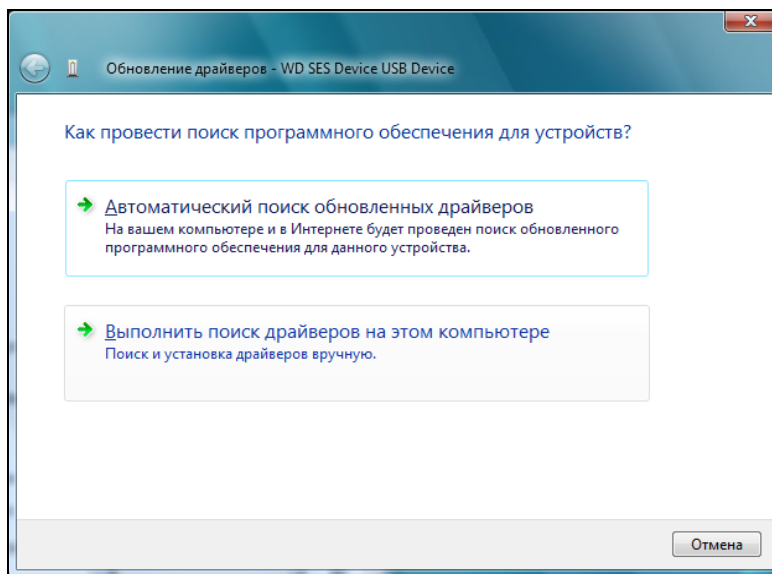 Обновление драйверов - WD SES Device USB Device
Как провести поиск программного обеспечения для устройств?
Автоматический поиск обновленных драйверов
На вашем компьютере и в Интернете будет проведен поиск обновленного
программного обеспечения для данного устройства.
Выполнить поиск драйверов на этом компьютере
Поиск и установка драйверов вручную.
Отмена